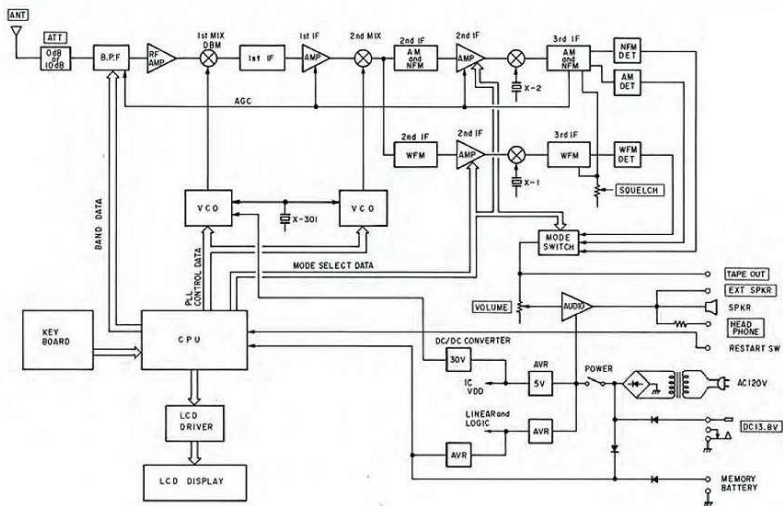 ANT
ATT
0dB
or
10dB
B.P.F
RF
AMP
1st MIX
DBM
1st IF
1st IF
AMP
2nd MIX
2nd IF
AM
and
NFM
2nd IF
AMP
X-2
3rd IF
AM
and
NFM
NFM
DET
AM
DET
AGC
2nd IF
WFM
2nd IF
AMP
X-1
3rd IF
WFM
WFM
DET
SQUELCH
BAND DATA
VCO
X-301
VCO
PLL
CONTROL DATA
MODE SELECT DATA
MODE
SWITCH
TAPE OUT
VOLUME
AUDIO
EXT SPKR
SPKR
HEAD
PHONE
RESTART SW
KEY
BOARD
CPU
DC/DC CONVERTER
30V
IC
VDD
AVR
5V
POWER
AC120V
LCD
DRIVER
LINEAR and
LOGIC
AVR
AVR
DC13.8V
LCD DISPLAY
MEMORY
BATTERY